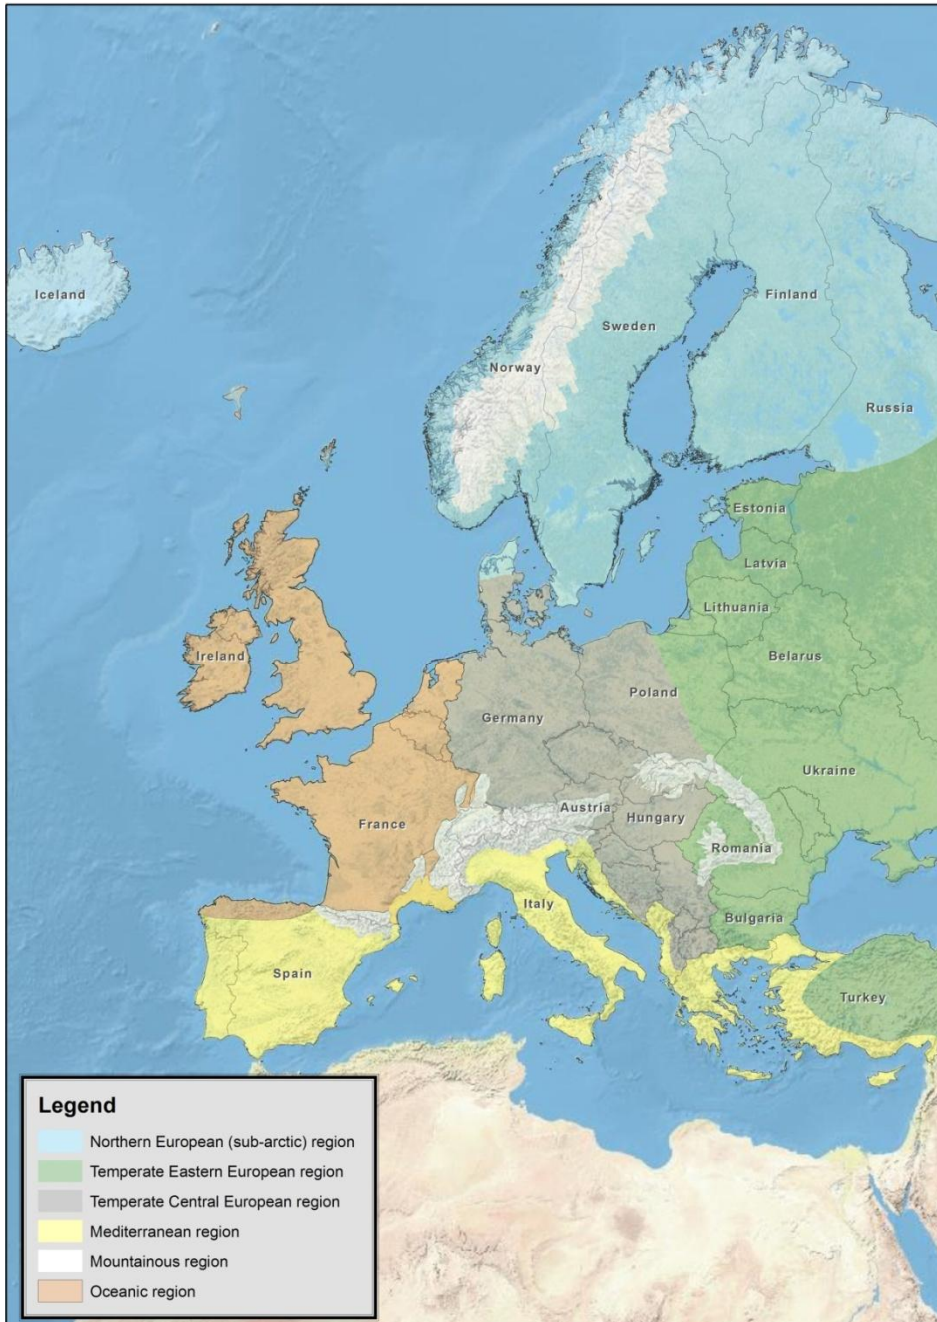 Iceland
Finland
Sweden
Norway
Russia
Estonia
Latvia
Lithuania
Ireland
Belarus
Poland
Germany
Ukraine
Austria
Hungary
France
Romania
Italy
Bulgaria
Spain
Turkey
Legend
Northern European (sub-arctic) region
Temperate Eastern European region
Temperate Central European region
Mediterranean region
Mountainous region
Oceanic region